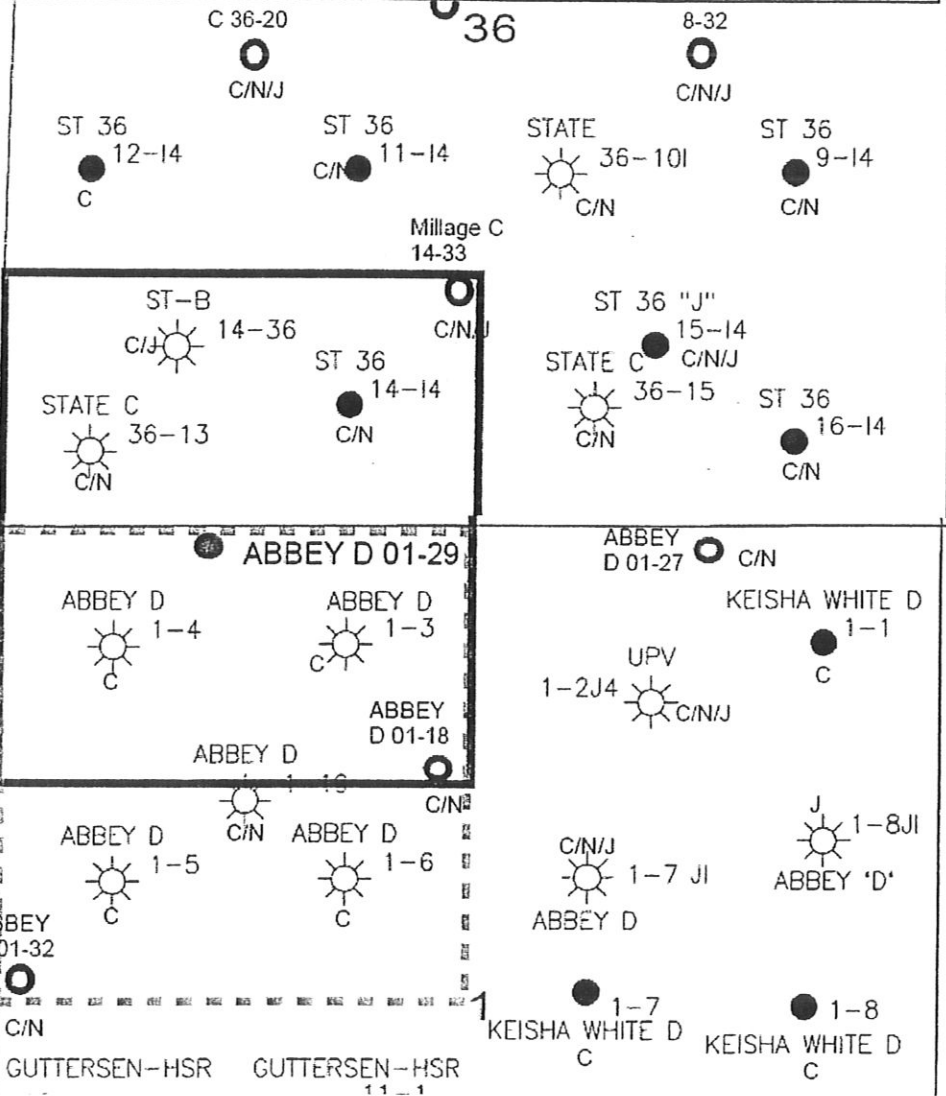 C 36-20
36
8-32
C/N/J
C/N/J
ST 36
12-14
C
ST 36
11-14
C/N
STATE
36-10I
C/N
ST 36
9-14
C/N
Millage C
14-33
C/N/J
ST-B
14-36
C/J
ST 36
14-14
C/N
STATE C
36-13
C/N
ST 36 "J"
15-14
C/N/J
STATE C
36-15
C/N
ST 36
16-14
C/N
ABBEY D 01-29
ABBEY
D 01-27
C/N
ABBEY D
1-4
C
ABBEY D
1-3
C
KEISHA WHITE D
1-1
C
UPV
1-2J4
C/N/J
ABBEY
D 01-18
C/N
ABBEY D
C/N
ABBEY D
1-5
C
ABBEY D
1-6
C
C/N/J
1-7 JI
ABBEY D
J
1-8JI
ABBEY 'D'
01-32
C/N
1
1-7
KEISHA WHITE D
C
1-8
KEISHA WHITE D
C
GUTTERSEN-HSR
GUTTERSEN-HSR